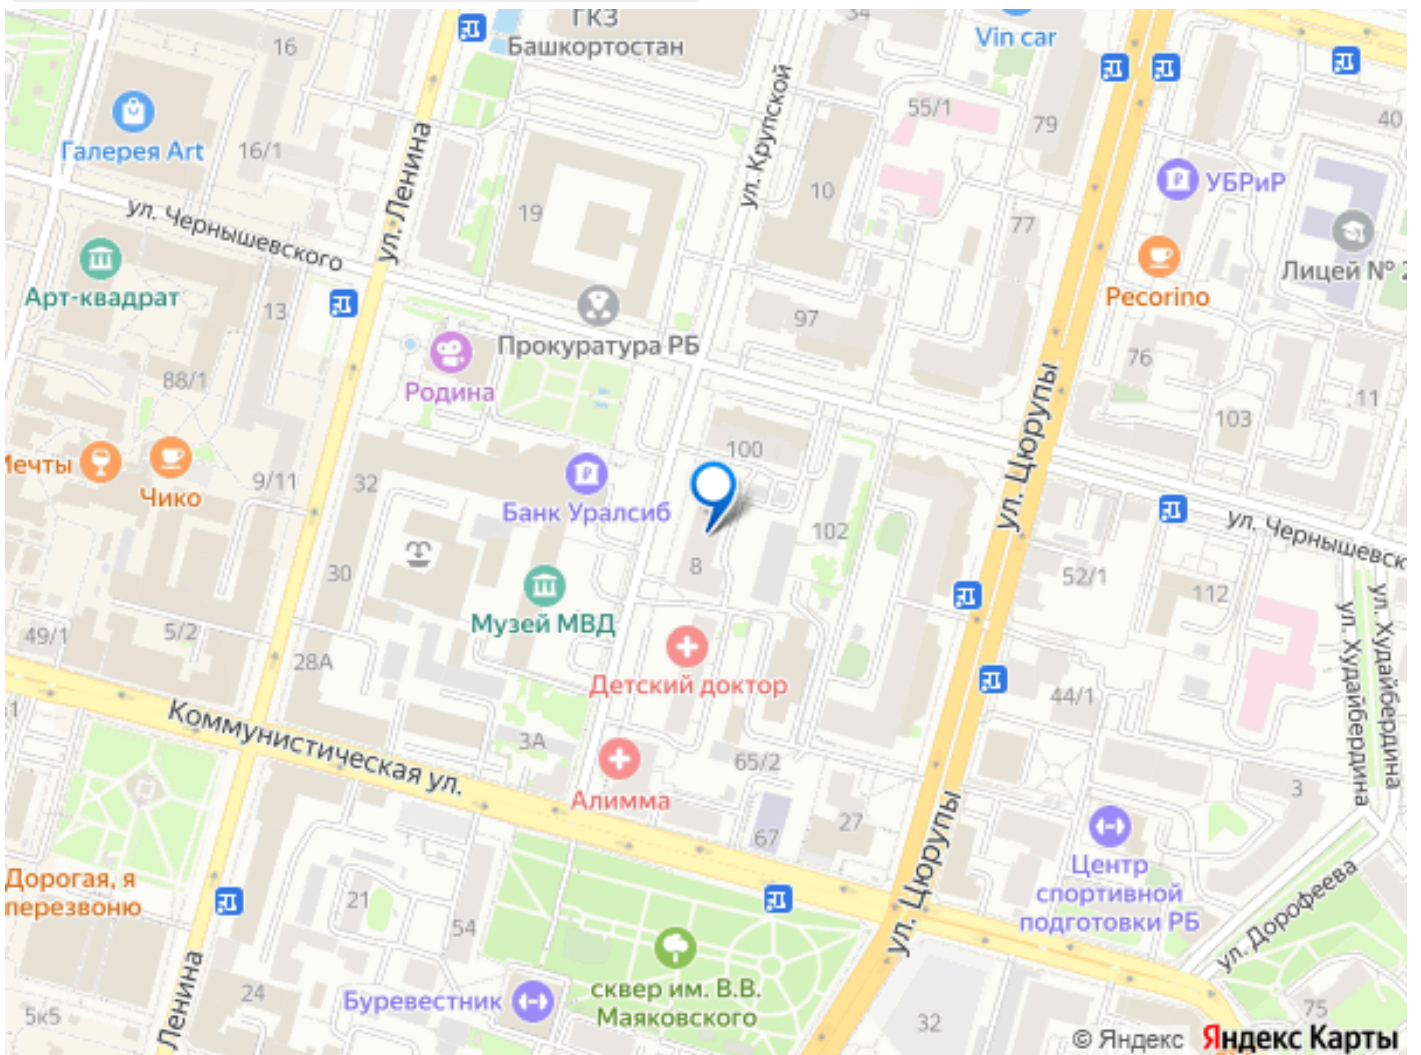 ГКЗ
Башкортостан
34
Vin car
16
55/1
79
40
Галерея Art
16/1
ул. Ленина
ул. Крупской
10
УБРиР
19
77
ул. Чернышевского
Лицей № 2
Арт-квадрат
Pecorino
13
97
Прокуратура РБ
76
88/1
Родина
11
103
100
ул. Цюрупы
Мечты
Чико
9/11
32
Банк Уралсиб
102
ул. Чернышевск
8
30
52/1
112
Музей МВД
49/1
5/2
28А
Детский доктор
44/1
ул. Худайбердина
ул. Худайбердина
1
Коммунистическая ул.
3А
65/2
Алимма
3
67
27
ул. Цюрупы
Центр
спортивной
подготовки РБ
Дорогая, я
перезвоню
21
54
ул. Дорофеева
Ленина
24
Буревестник
сквер им. В.В.
Маяковского
5к5
32
75
© Яндекс Яндекс Карты